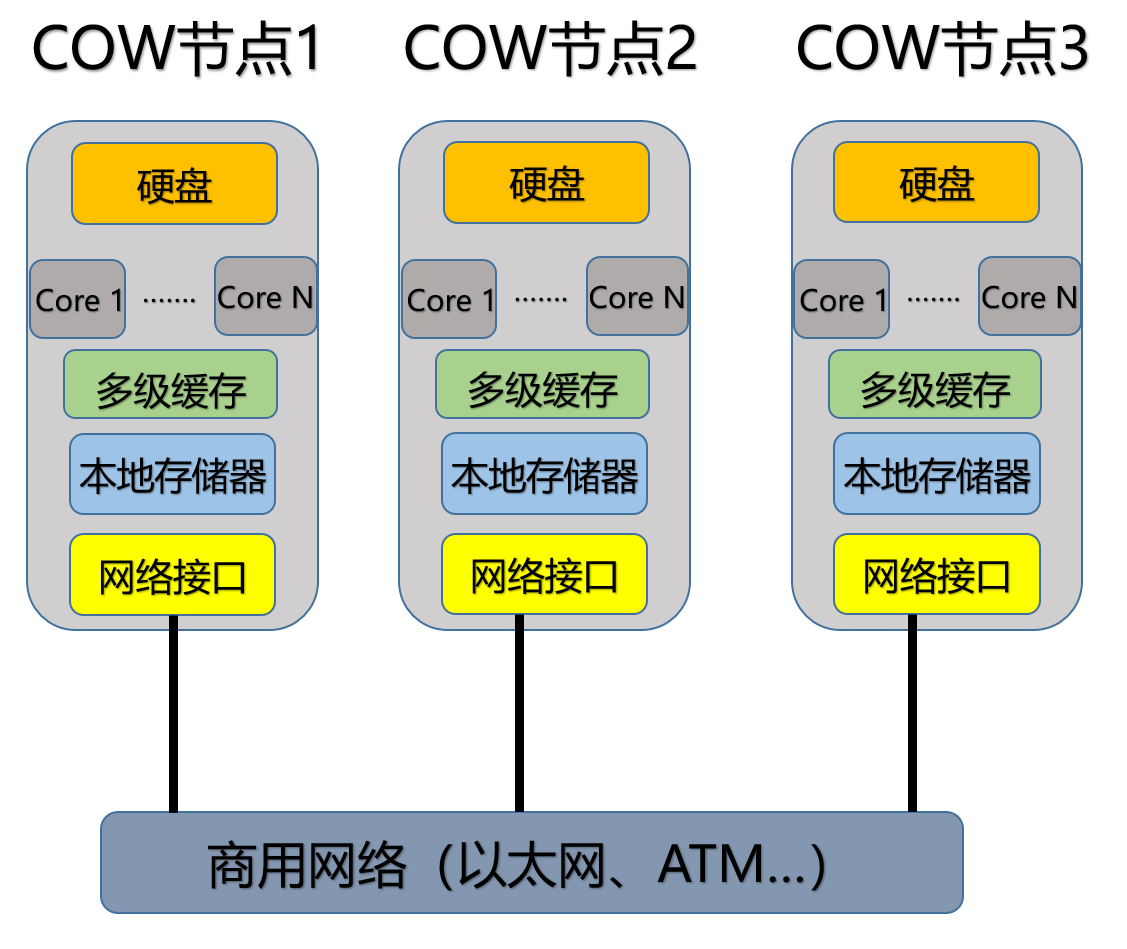 COW节点1
COW节点2
COW节点3
硬盘
硬盘
硬盘
Core 1 ······· Core N
Core 1 ······· Core N
Core 1 ······· Core N
多级缓存
多级缓存
多级缓存
本地存储器
本地存储器
本地存储器
网络接口
网络接口
网络接口
商用网络（以太网、ATM...）